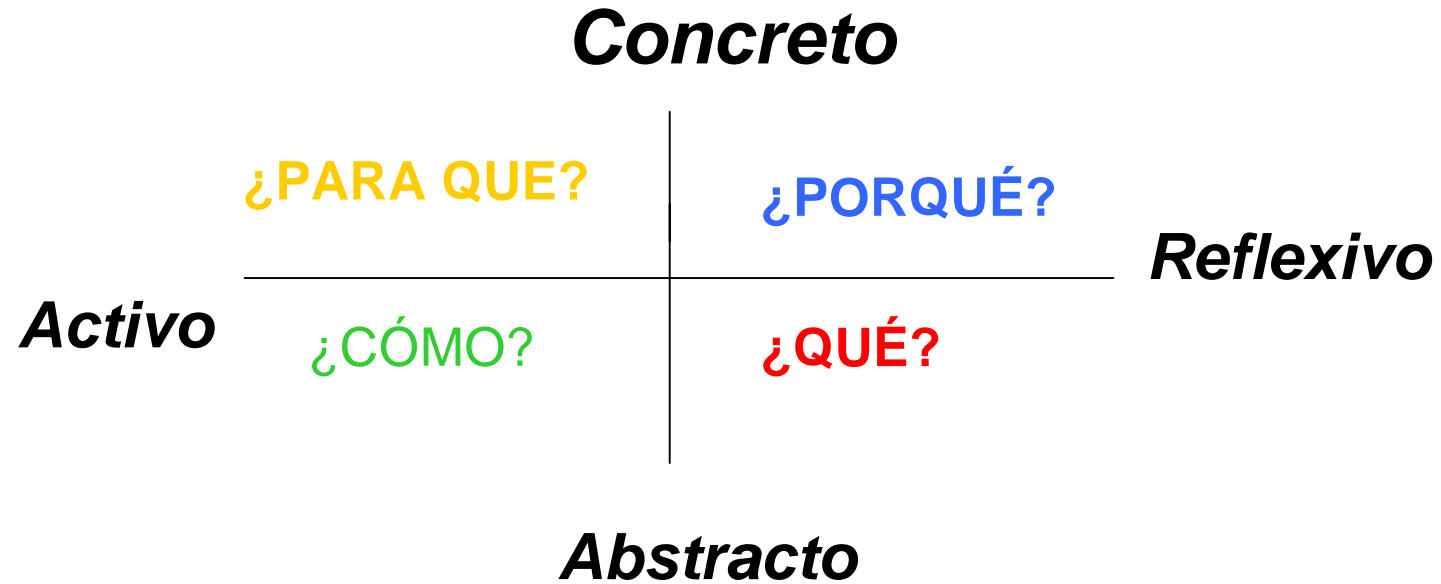 Concreto
¿PARA QUE?
¿PORQUÉ?
Reflexivo
Activo
¿CÓMO?
¿QUÉ?
Abstracto